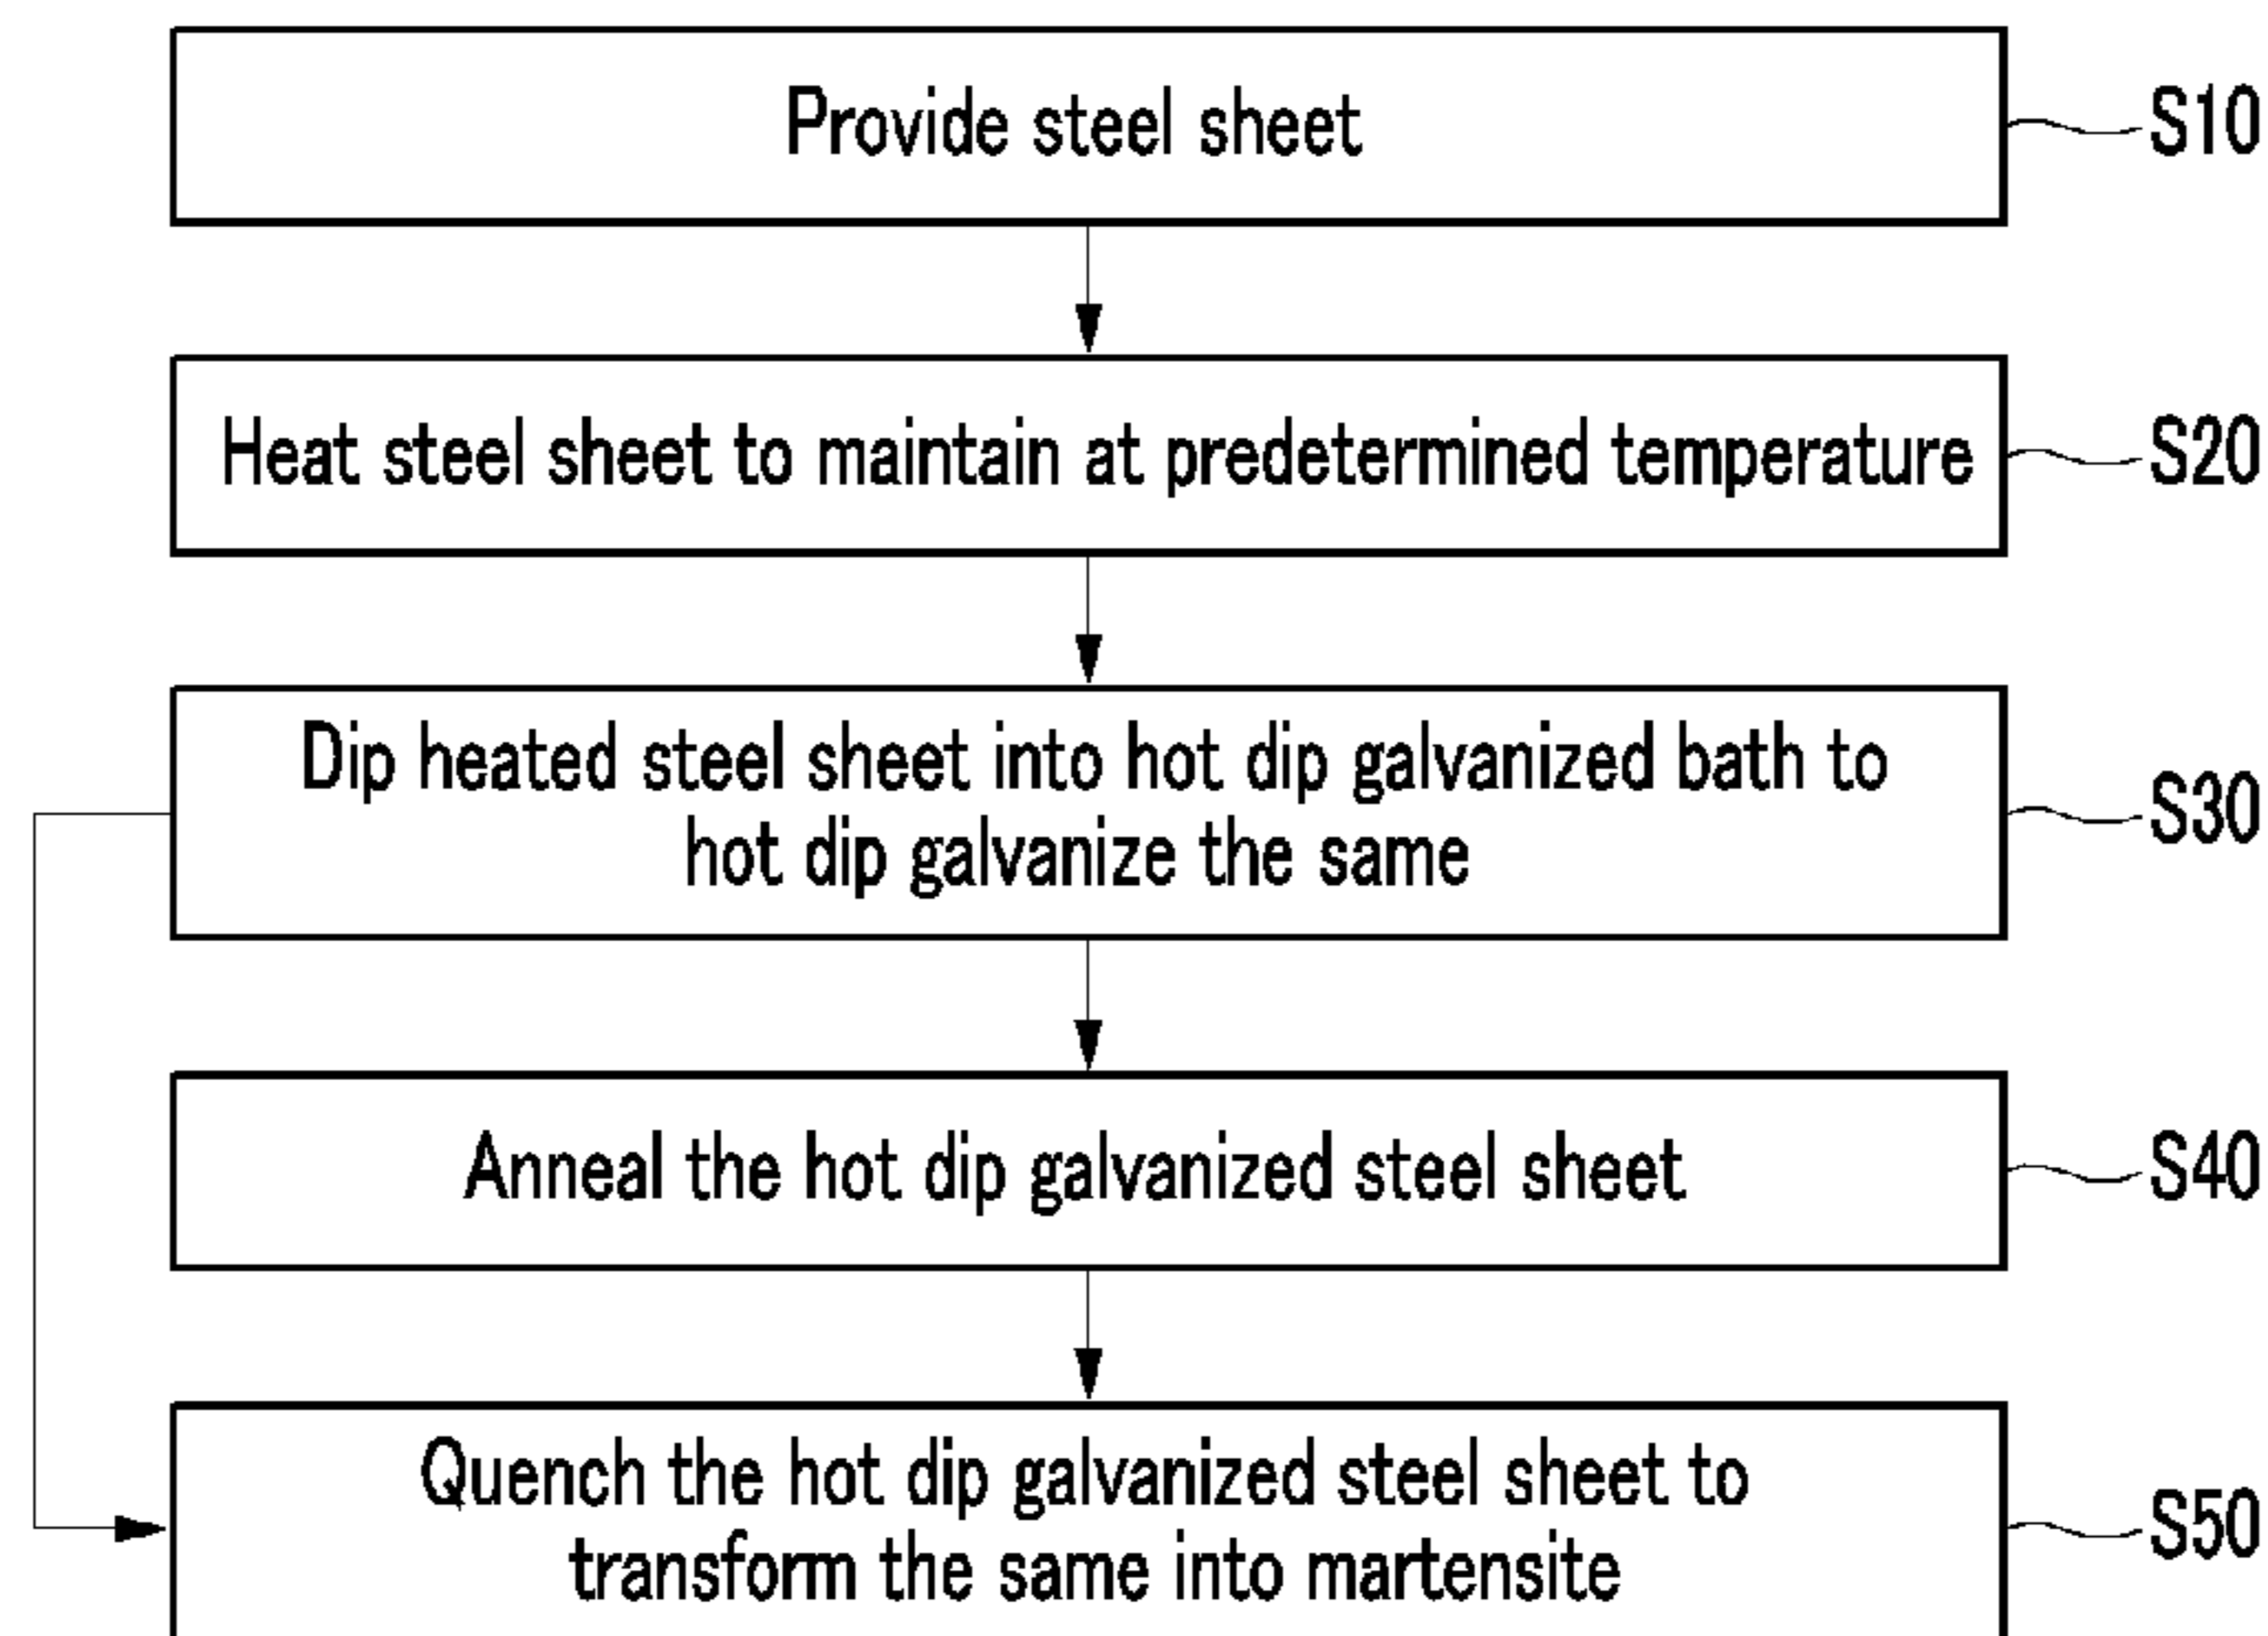 Provide steel sheet
S10
Heat steel sheet to maintain at predetermined temperature
S20
Dip heated steel sheet into hot dip galvanized bath to
hot dip galvanize the same
S30
Anneal the hot dip galvanized steel sheet
S40
Quench the hot dip galvanized steel sheet to
transform the same into martensite
S50